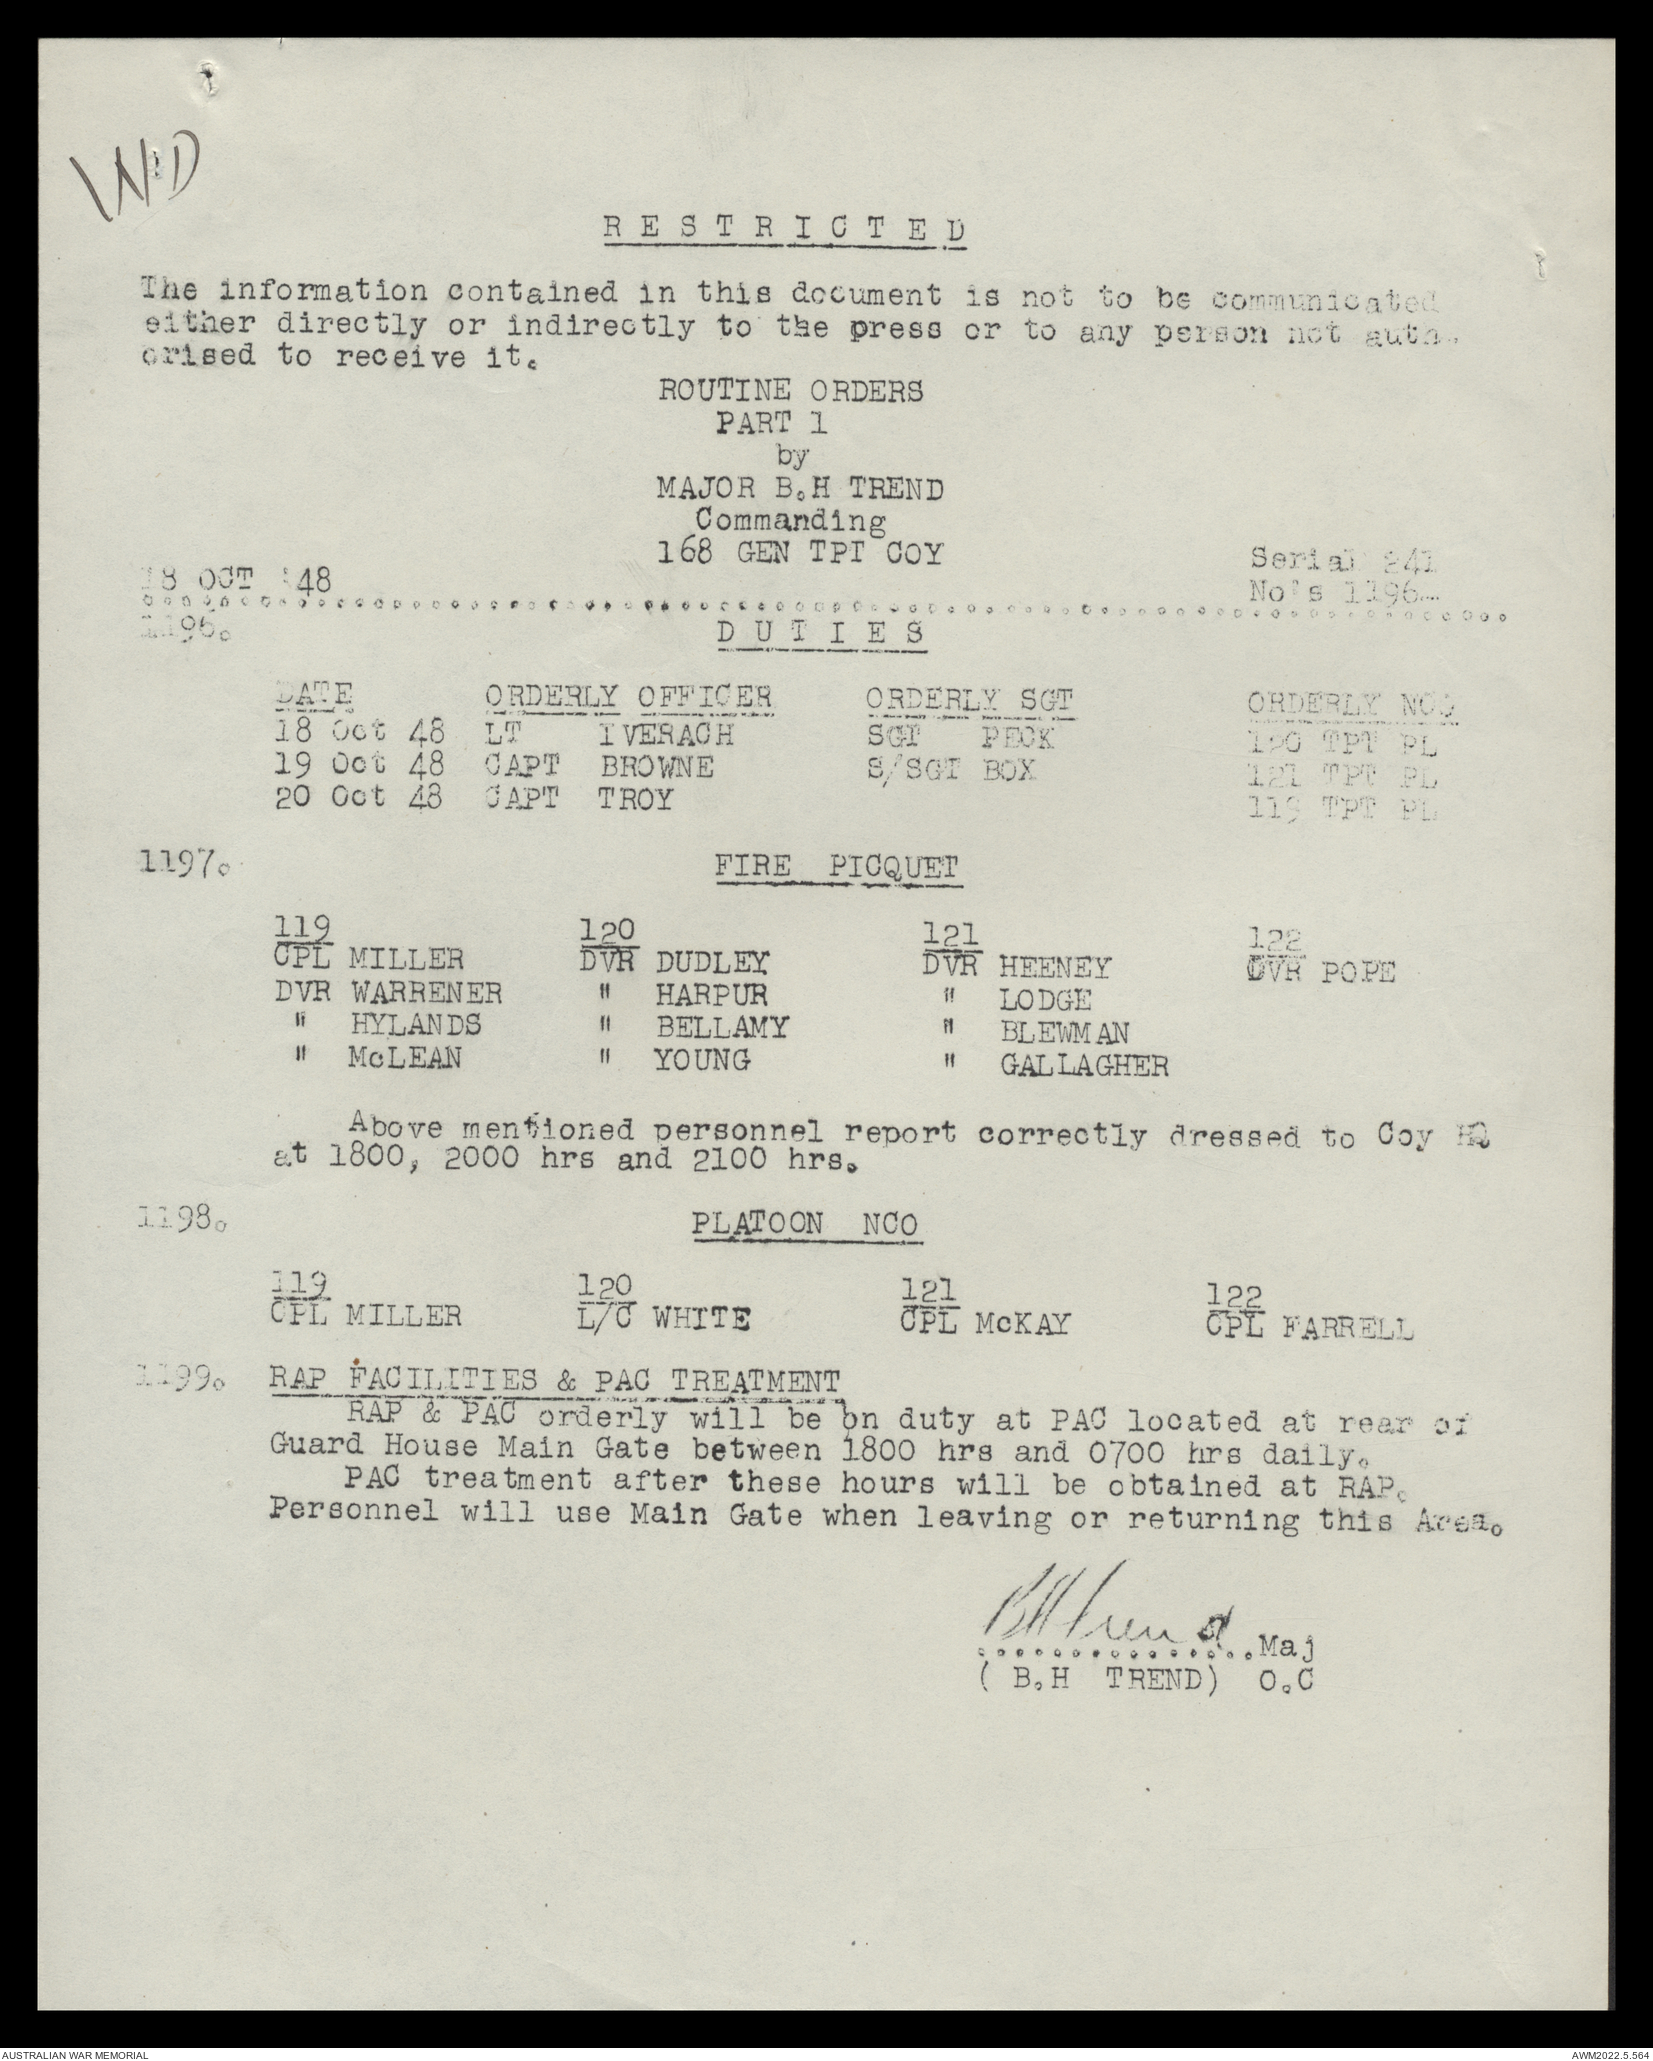 WD
RESTRICTED
The information contained in this document is not to be communicated
either directly or indirectly to the press or to any person not auth-
orised to receive it.
ROUTINE ORDERS
PART 1
by
MAJOR B.H TREND
Commanding
168 GEN TPT COY
Serial 241
18 OCT '48
No's 1196—
1196.
DUTIES
DATE ORDERLY OFFICER ORDERLY SGT ORDERLY NCO
18 Oct 48 LT IVERACH SGT PECK 120 TPT PL
19 Oct 48 CAPT BROWNE S/SGT BOX 121 TPT PL
20 Oct 48 CAPT TROY 119 TPT PL
1197. FIRE PICQUET
119 120 121 122
CPL MILLER DVR DUDLEY DVR HEENEY DVR POPE
DVR WARRENER " HARPUR " LODGE
" HYLANDS " BELLAMY " BLEWMAN
" McLEAN " YOUNG " GALLAGHER
Above mentioned personnel report correctly dressed to Coy HQ
at 1800, 2000 hrs and 2100 hrs.
1198. PLATOON NCO
119 120 121 122
CPL MILLER L/C WHITE CPL McKAY CPL FARRELL
1199. RAP FACILITIES & PAC TREATMENT
RAP & PAC orderly will be on duty at PAC located at rear of
Guard House Main Gate between 1800 hrs and 0700 hrs daily.
PAC treatment after these hours will be obtained at RAP.
Personnel will use Main Gate when leaving or returning this Area.
BHTrend
................Maj
( B.H TREND) O.C
AUSTRALIAN WAR MEMORIAL AWM2022.5.564